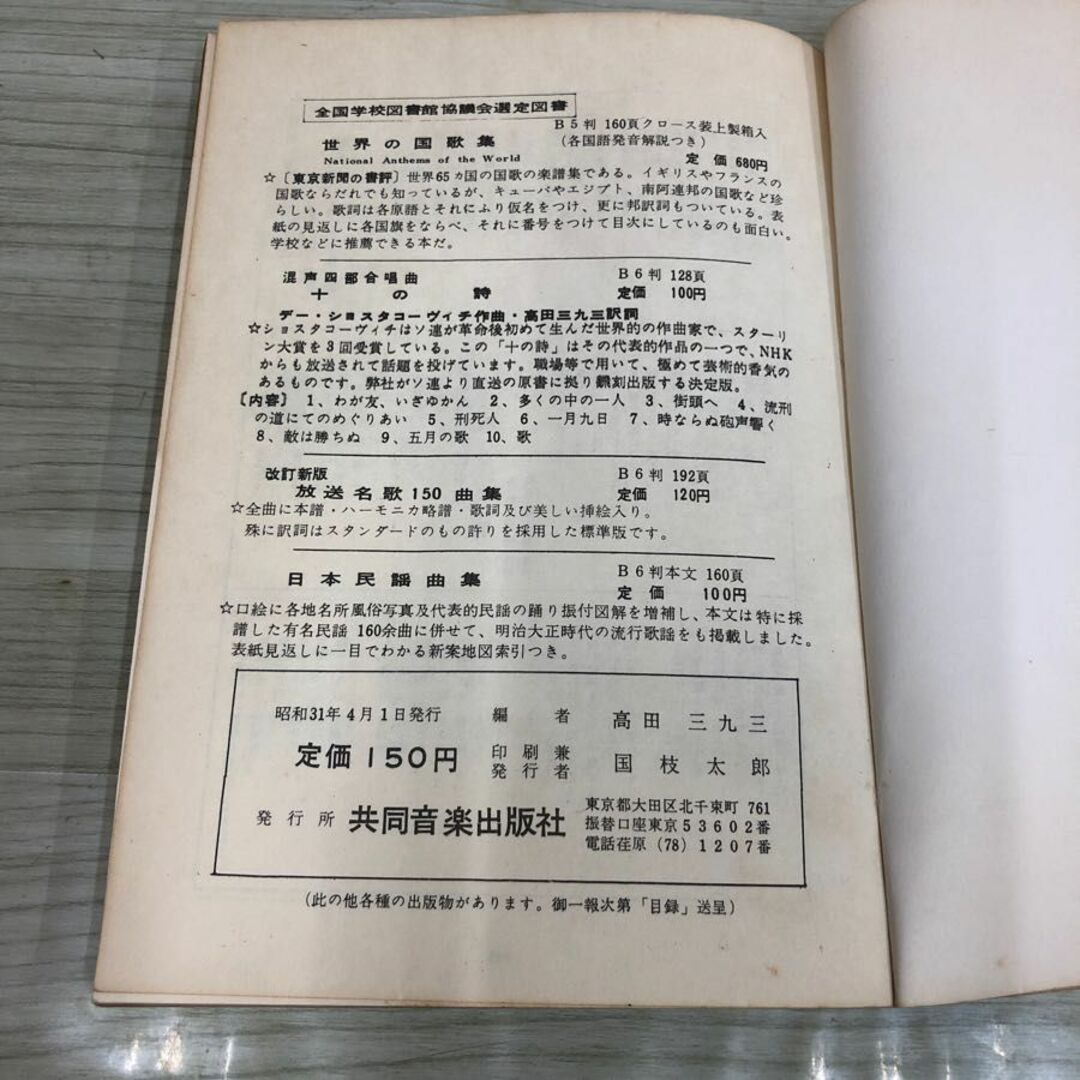 全国学校図書館協議会選定図書
世界の国歌集
B5判 160頁クロース装上製箱入
(各国語発音解説つき)
National Anthems of the World
定価 680円
☆〔東京新聞の書評〕世界65ヵ国の国歌の楽譜集である。イギリスやフランスの
国歌ならだれでも知っているが、キューバやエジプト、南阿連邦の国歌など珍
らしい。歌詞は各原語とそれにふり仮名をつけ、更に邦訳詞もついている。表
紙の見返しに各国旗をならべ、それに番号をつけて目次にしているのも面白い。
学校などに推薦できる本だ。
混声四部合唱曲
B6判 128頁
十の詩
定価 100円
デー・ショスタコーヴィチ作曲・高田三九三訳詞
☆ショスタコーヴィチはソ連が革命後初めて生んだ世界的の作曲家で、スターリ
ン大賞を3回受賞している。この「十の詩」はその代表的作品の一つで、NHK
からも放送されて話題を投げています。職場等で用いて、極めて芸術的香気の
あるものです。弊社がソ連より直送の原書に拠り飜刻出版する決定版。
〔内容〕 1、わが友、いざゆかん 2、多くの中の一人 3、街頭へ 4、流刑
の道にてのめぐりあい 5、刑死人 6、一月九日 7、時ならぬ砲声響く
8、敵は勝ちぬ 9、五月の歌 10、歌
改訂新版
B6判 192頁
放送名歌150曲集
定価 120円
☆全曲に本譜・ハーモニカ略譜・歌詞及び美しい挿絵入り。
殊に訳詞はスタンダードのもの許りを採用した標準版です。
日本民謡曲集
B6判本文 160頁
定価 100円
☆口絵に各地名所風俗写真及代表的民謡の踊り振付図解を増補し、本文は特に採
譜した有名民謡 160余曲に併せて、明治大正時代の流行歌謡をも掲載しました。
表紙見返しに一目でわかる新案地図索引つき。
昭和31年4月1日発行 編者 高田三九三
定価150円 印刷兼発行者 国枝太郎
発行所 共同音楽出版社
東京都大田区北千束町 761
振替口座東京53602番
電話荏原(78)1207番
(此の他各種の出版物があります。御一報次第「目録」送呈)